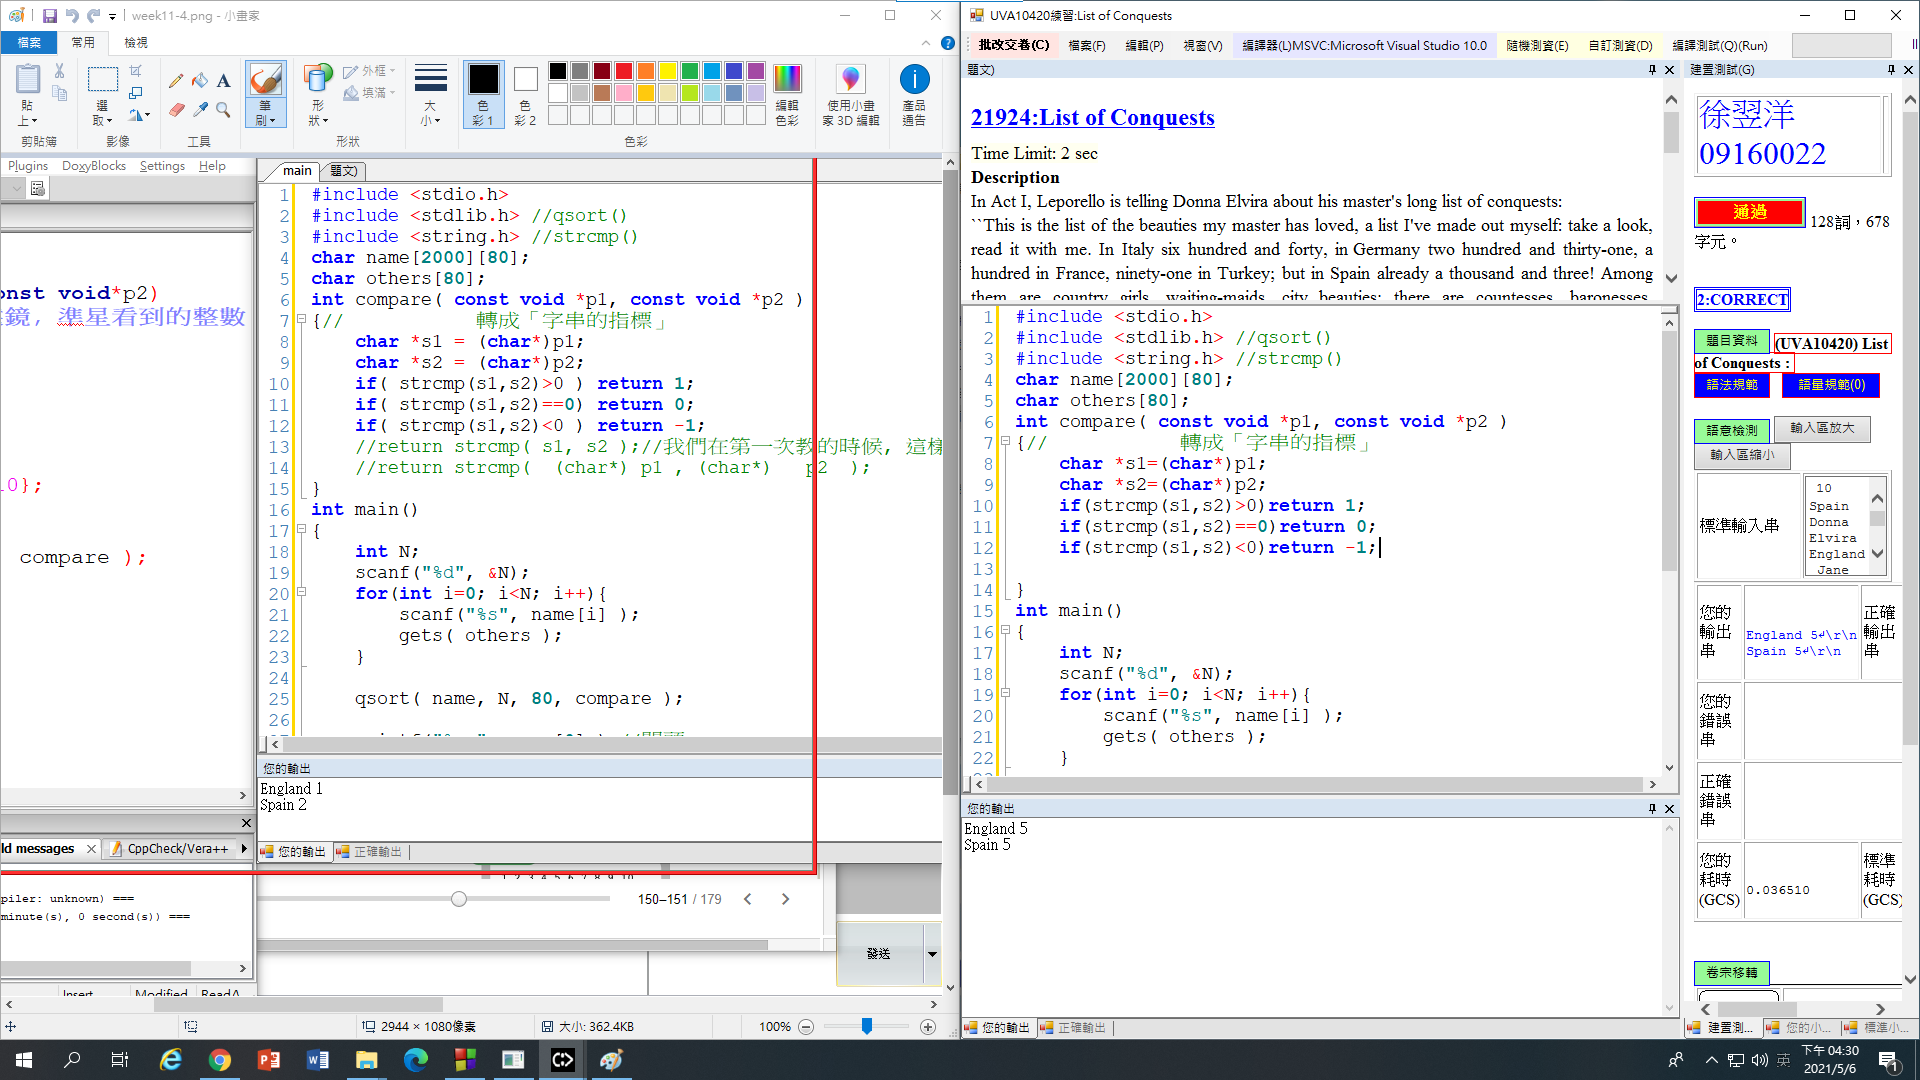 week11-4.png - 小畫家
檔案 常用 檢視
貼上 選取 筆刷 形狀 外框 填滿 大小 色彩 1 色彩 2 編輯色彩 使用小畫家 3D 編輯 產品通告
剪貼簿 影像 工具 形狀 色彩
Plugins DoxyBlocks Settings Help
onst void*p2)
鏡, 準星看到的整數
10};
compare );
ld messages CppCheck/Vera++
piler: unknown) ===
minute(s), 0 second(s)) ===
main 題文)
1 #include <stdio.h>
2 #include <stdlib.h> //qsort()
3 #include <string.h> //strcmp()
4 char name[2000][80];
5 char others[80];
6 int compare( const void *p1, const void *p2 )
7 {// 轉成「字串的指標」
8 char *s1 = (char*)p1;
9 char *s2 = (char*)p2;
10 if( strcmp(s1,s2)>0 ) return 1;
11 if( strcmp(s1,s2)==0) return 0;
12 if( strcmp(s1,s2)<0 ) return -1;
13 //return strcmp( s1, s2 );//我們在第一次教的時候, 這樣
14 //return strcmp( (char*) p1 , (char*) p2 );
15 }
16 int main()
17 {
18 int N;
19 scanf("%d", &N);
20 for(int i=0; i<N; i++){
21 scanf("%s", name[i] );
22 gets( others );
23 }
24
25 qsort( name, N, 80, compare );
26
您的輸出
England 1
Spain 2
您的輸出 正確輸出
150–151 / 179
發送
2944 × 1080像素 大小: 362.4KB 100%
UVA10420練習:List of Conquests
批改交卷(C) 檔案(F) 編輯(P) 視窗(V) 編譯器(L)MSVC:Microsoft Visual Studio 10.0 隨機測資(E) 自訂測資(D) 編譯測試(Q)(Run)
題文)
21924:List of Conquests
Time Limit: 2 sec
Description
In Act I, Leporello is telling Donna Elvira about his master's long list of conquests:
``This is the list of the beauties my master has loved, a list I've made out myself: take a look,
read it with me. In Italy six hundred and forty, in Germany two hundred and thirty-one, a
hundred in France, ninety-one in Turkey; but in Spain already a thousand and three! Among
them are country girls, waiting-maids, city beauties; there are countesses, baronesses,
1 #include <stdio.h>
2 #include <stdlib.h> //qsort()
3 #include <string.h> //strcmp()
4 char name[2000][80];
5 char others[80];
6 int compare( const void *p1, const void *p2 )
7 {// 轉成「字串的指標」
8 char *s1=(char*)p1;
9 char *s2=(char*)p2;
10 if(strcmp(s1,s2)>0)return 1;
11 if(strcmp(s1,s2)==0)return 0;
12 if(strcmp(s1,s2)<0)return -1;
13
14 }
15 int main()
16 {
17 int N;
18 scanf("%d", &N);
19 for(int i=0; i<N; i++){
20 scanf("%s", name[i] );
21 gets( others );
22 }
您的輸出
England 5
Spain 5
您的輸出 正確輸出
建置測試(G)
徐翌洋
09160022
通過 128詞，678
字元。
2:CORRECT
題目資料 (UVA10420) List
of Conquests :
語法規範 語量規範(0)
語意檢測 輸入區放大
輸入區縮小
標準輸入串
10
Spain
Donna
Elvira
England
Jane
您的輸出串 England 5↵\r\n
Spain 5↵\r\n 正確輸出串
您的錯誤串
正確錯誤串
您的耗時(GCS) 0.036510 標準耗時(GCS)
卷宗移轉
建置測... 您的小... 標準小...
英 下午 04:30
2021/5/6